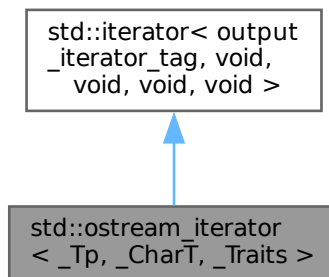 std::iterator< output
_iterator_tag, void,
void, void, void >
std::ostream_iterator
< _Tp, _CharT, _Traits >